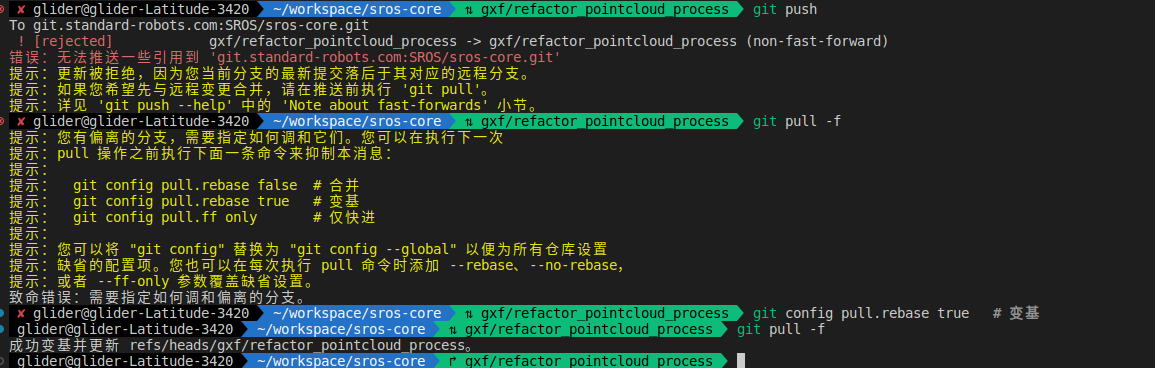 ✘ glider@glider-Latitude-3420 ~/workspace/sros-core ⇅ gxf/refactor_pointcloud_process git push
To git.standard-robots.com:SROS/sros-core.git
! [rejected] gxf/refactor_pointcloud_process -> gxf/refactor_pointcloud_process (non-fast-forward)
错误：无法推送一些引用到 'git.standard-robots.com:SROS/sros-core.git'
提示：更新被拒绝，因为您当前分支的最新提交落后于其对应的远程分支。
提示：如果您希望先与远程变更合并，请在推送前执行 'git pull'。
提示：详见 'git push --help' 中的 'Note about fast-forwards' 小节。
✘ glider@glider-Latitude-3420 ~/workspace/sros-core ⇅ gxf/refactor_pointcloud_process git pull -f
提示：您有偏离的分支，需要指定如何调和它们。您可以在执行下一次
提示：pull 操作之前执行下面一条命令来抑制本消息：
提示：
提示： git config pull.rebase false # 合并
提示： git config pull.rebase true # 变基
提示： git config pull.ff only # 仅快进
提示：
提示：您可以将 "git config" 替换为 "git config --global" 以便为所有仓库设置
提示：缺省的配置项。您也可以在每次执行 pull 命令时添加 --rebase、--no-rebase，
提示：或者 --ff-only 参数覆盖缺省设置。
致命错误：需要指定如何调和偏离的分支。
✘ glider@glider-Latitude-3420 ~/workspace/sros-core ⇅ gxf/refactor_pointcloud_process git config pull.rebase true # 变基
glider@glider-Latitude-3420 ~/workspace/sros-core ⇅ gxf/refactor_pointcloud_process git pull -f
成功变基并更新 refs/heads/gxf/refactor_pointcloud_process。
glider@glider-Latitude-3420 ~/workspace/sros-core ↱ gxf/refactor_pointcloud_process